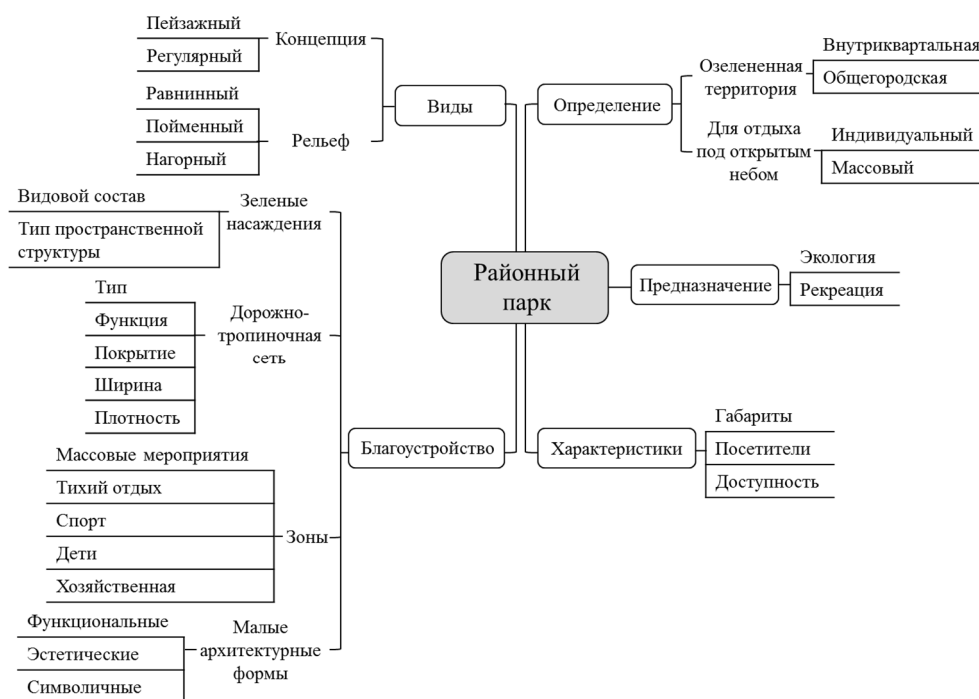 Районный
парк
Виды
Концепция
Пейзажный
Регулярный
Рельеф
Равнинный
Пойменный
Нагорный
Определение
Озелененная
территория
Внутриквартальная
Общегородская
Для отдыха
под открытым
небом
Индивидуальный
Массовый
Предназначение
Экология
Рекреация
Характеристики
Габариты
Посетители
Доступность
Благоустройство
Зеленые
насаждения
Видовой состав
Тип пространственной
структуры
Дорожно-
тропиночная
сеть
Тип
Функция
Покрытие
Ширина
Плотность
Зоны
Массовые мероприятия
Тихий отдых
Спорт
Дети
Хозяйственная
Малые
архитектурные
формы
Функциональные
Эстетические
Символичные